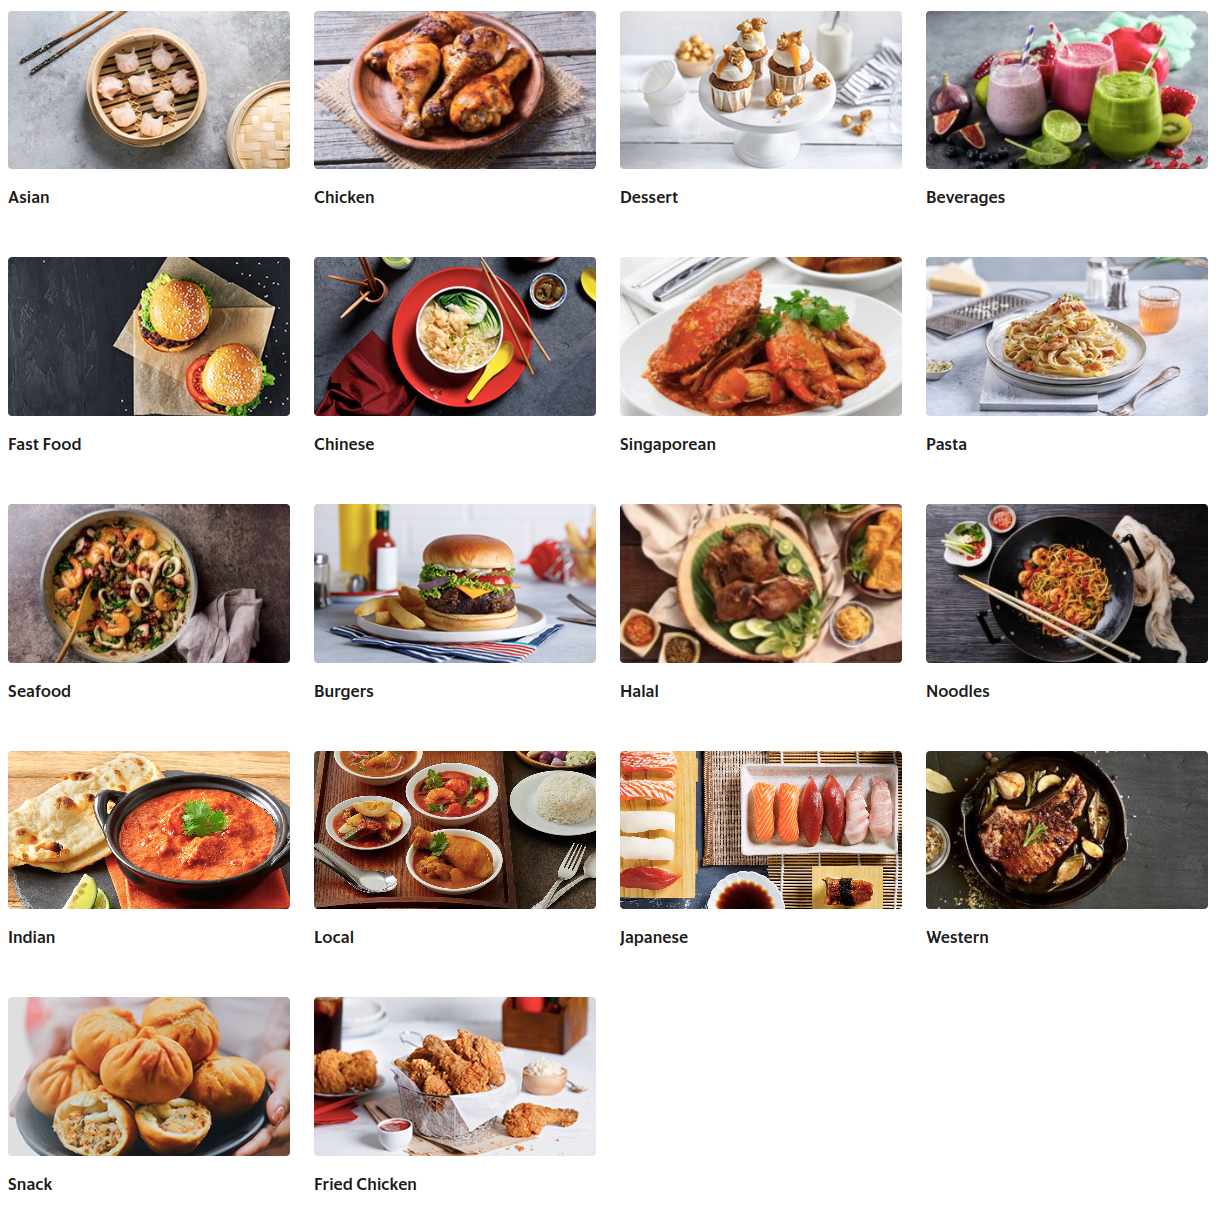 Asian
Chicken
Dessert
Beverages
Fast Food
Chinese
Singaporean
Pasta
Seafood
Burgers
Halal
Noodles
Indian
Local
Japanese
Western
Snack
Fried Chicken